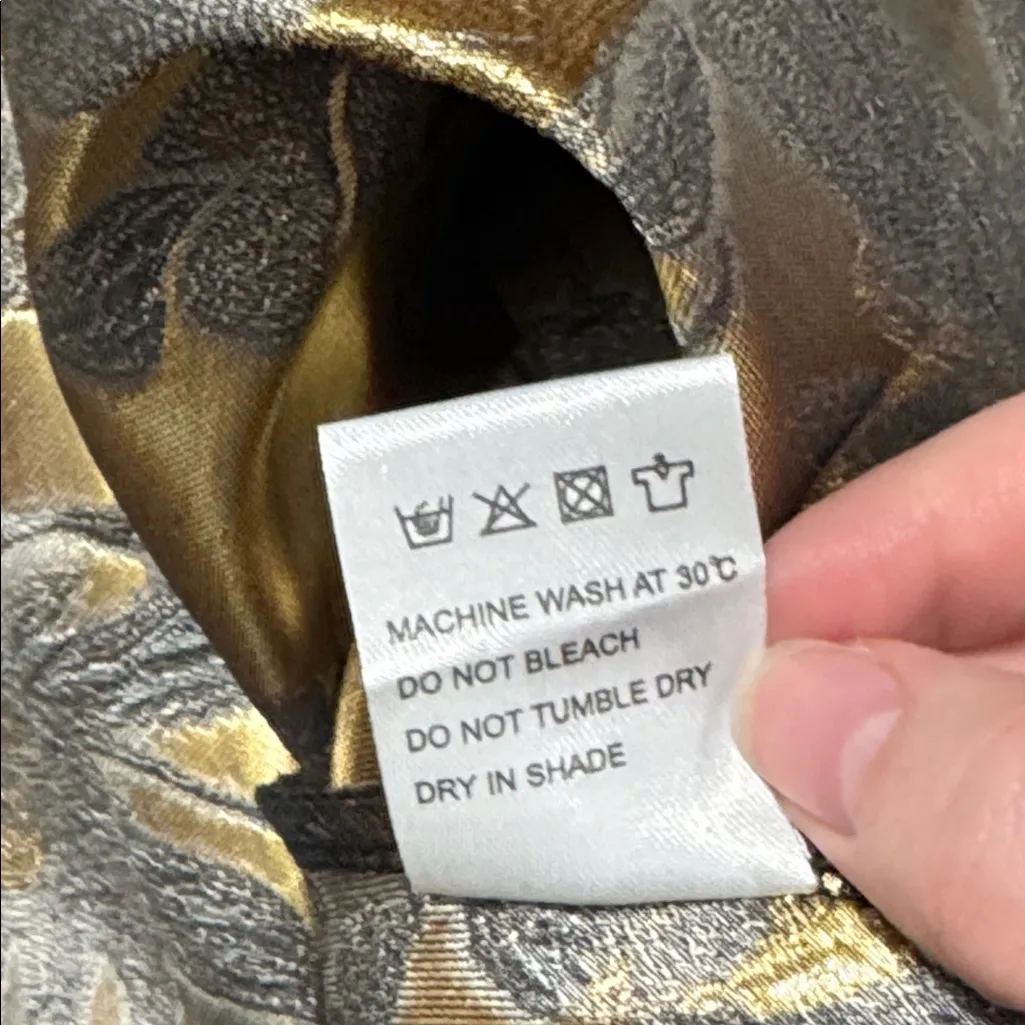 MACHINE WASH AT 30℃
DO NOT BLEACH
DO NOT TUMBLE DRY
DRY IN SHADE